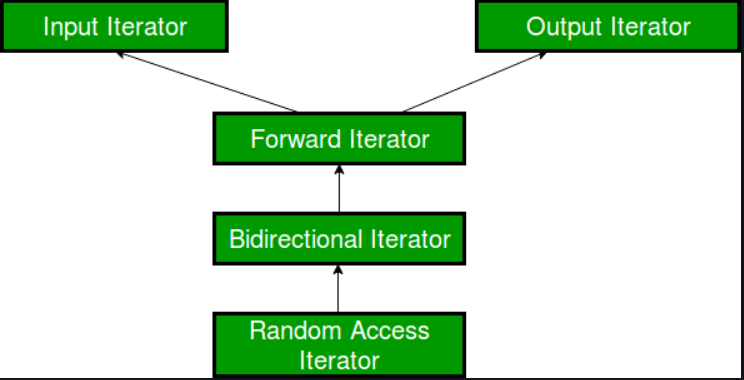 Input Iterator
Output Iterator
Forward Iterator
Bidirectional Iterator
Random Access
Iterator